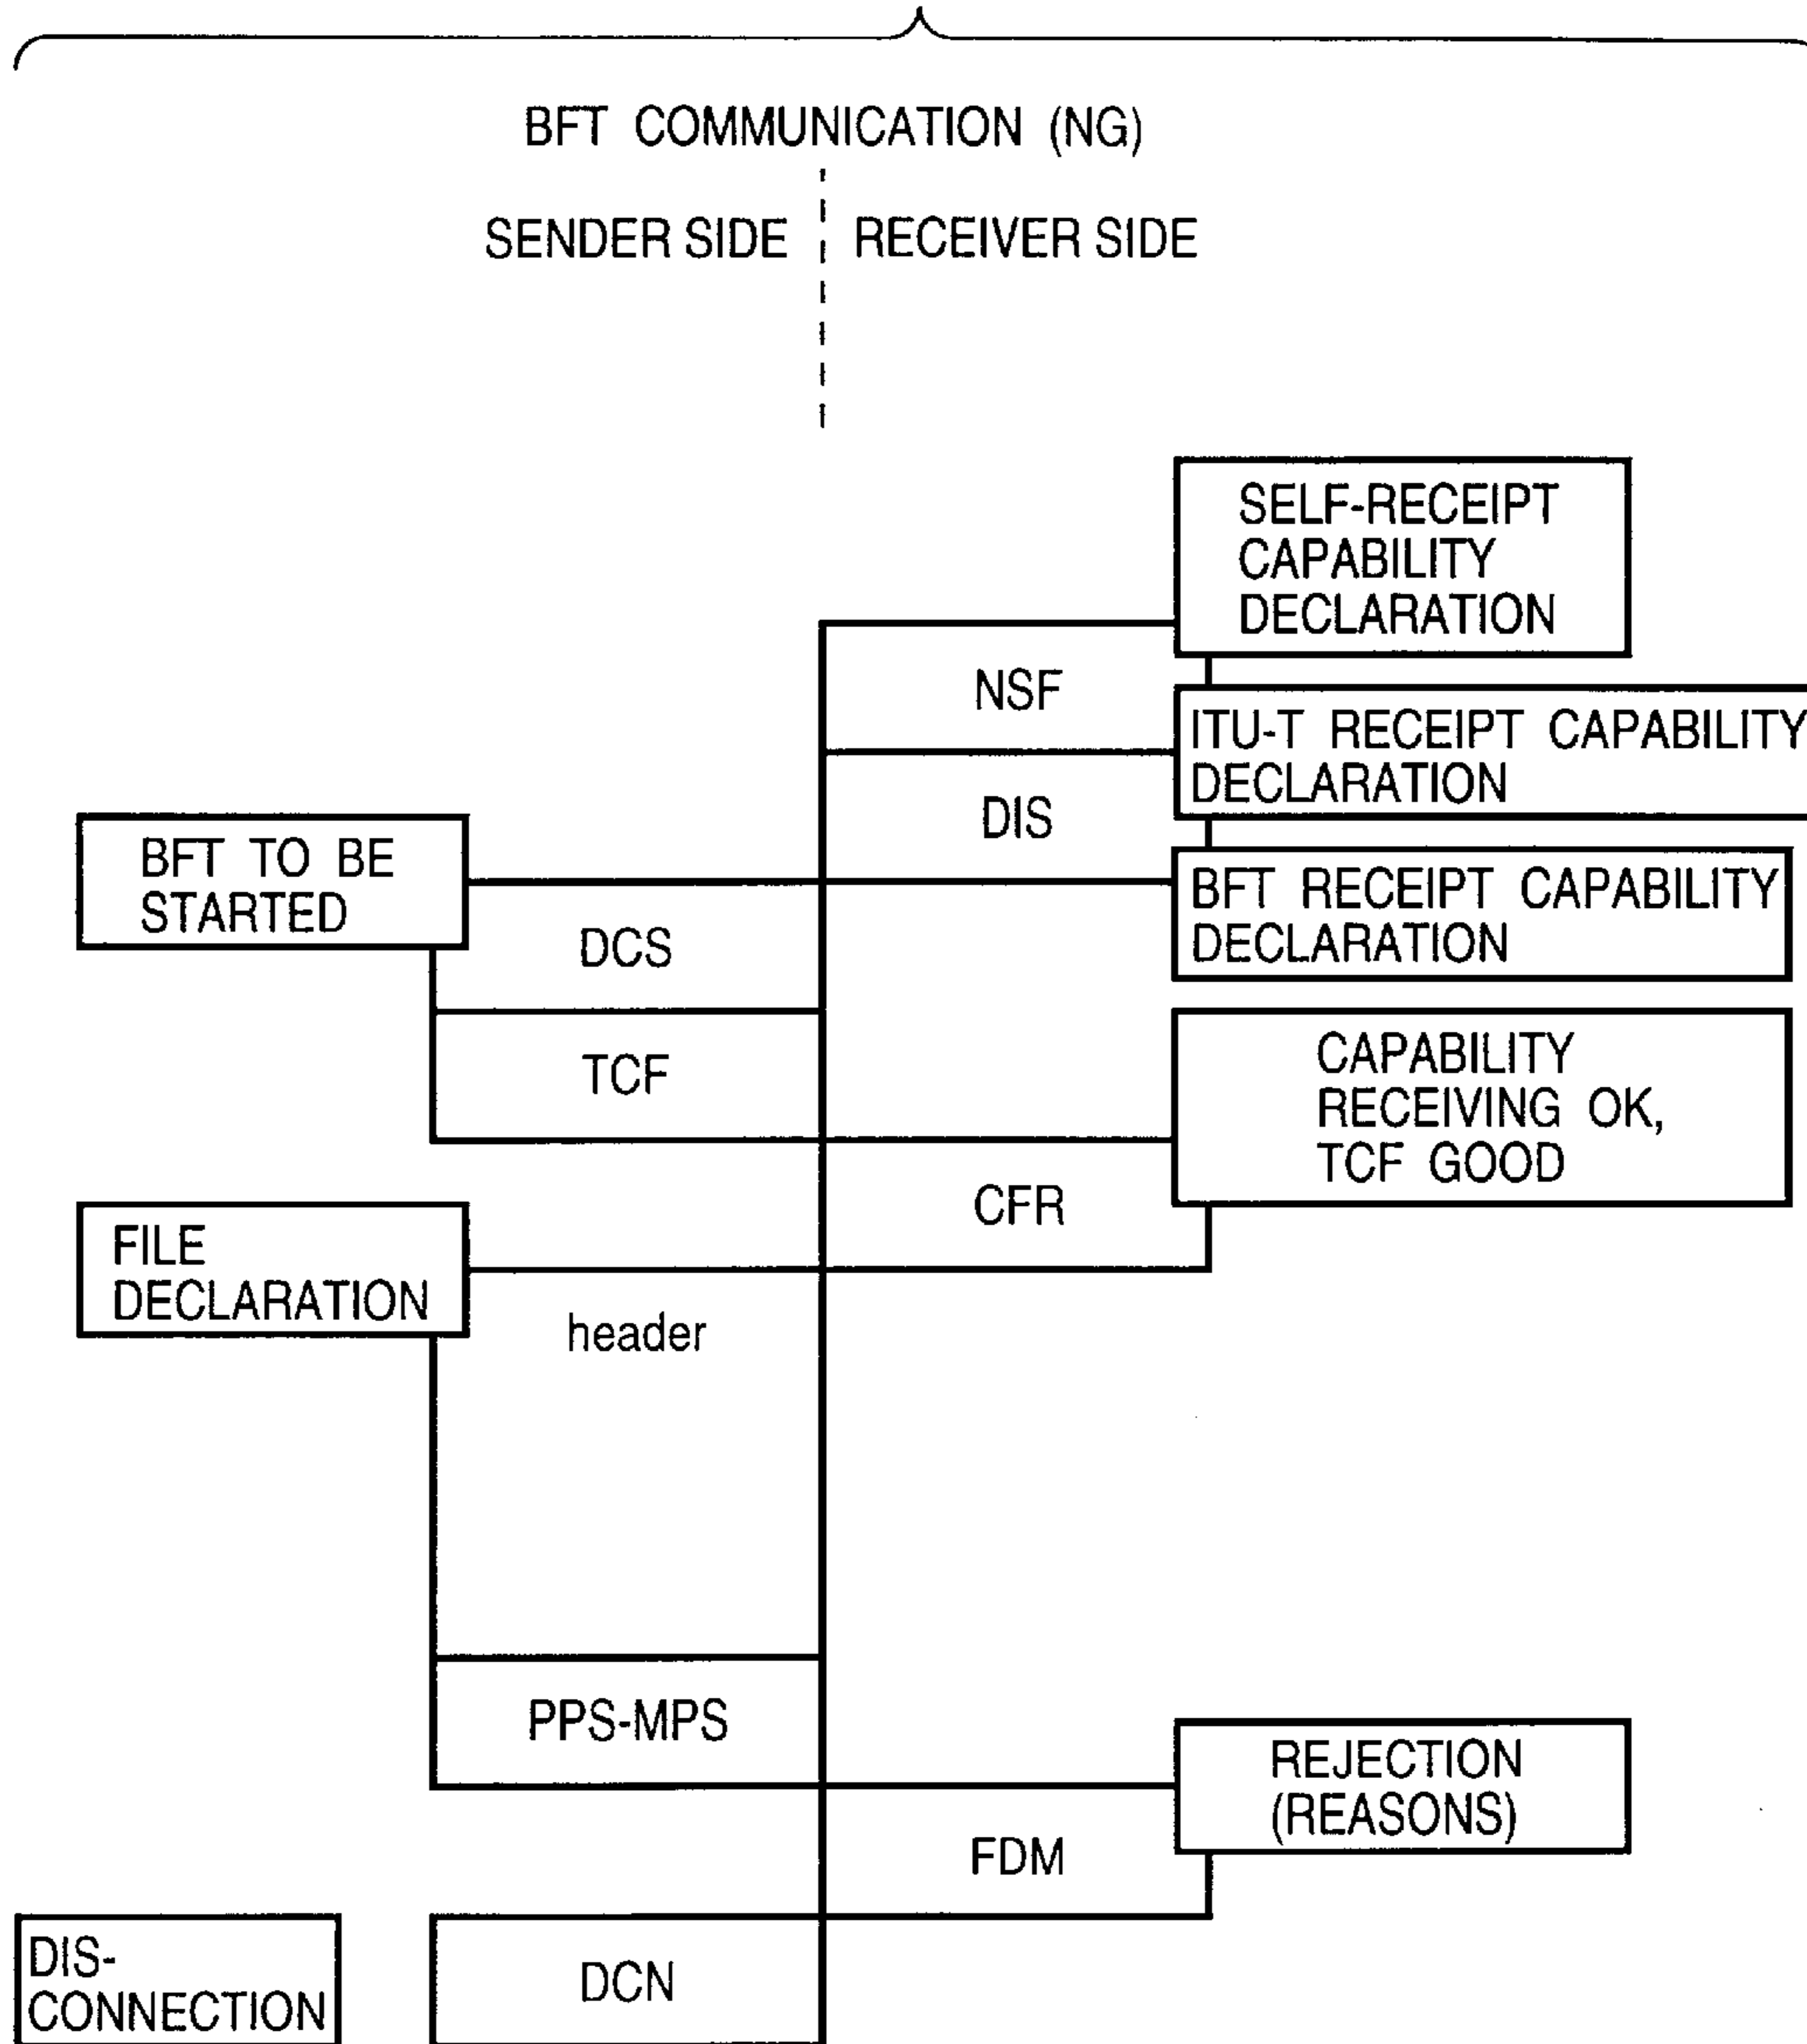 BFT COMMUNICATION (NG)
SENDER SIDE
RECEIVER SIDE
SELF-RECEIPT
CAPABILITY
DECLARATION
NSF
ITU-T RECEIPT CAPABILITY
DECLARATION
DIS
BFT TO BE
STARTED
BFT RECEIPT CAPABILITY
DECLARATION
DCS
TCF
CAPABILITY
RECEIVING OK,
TCF GOOD
CFR
FILE
DECLARATION
header
PPS-MPS
REJECTION
(REASONS)
FDM
DIS-
CONNECTION
DCN